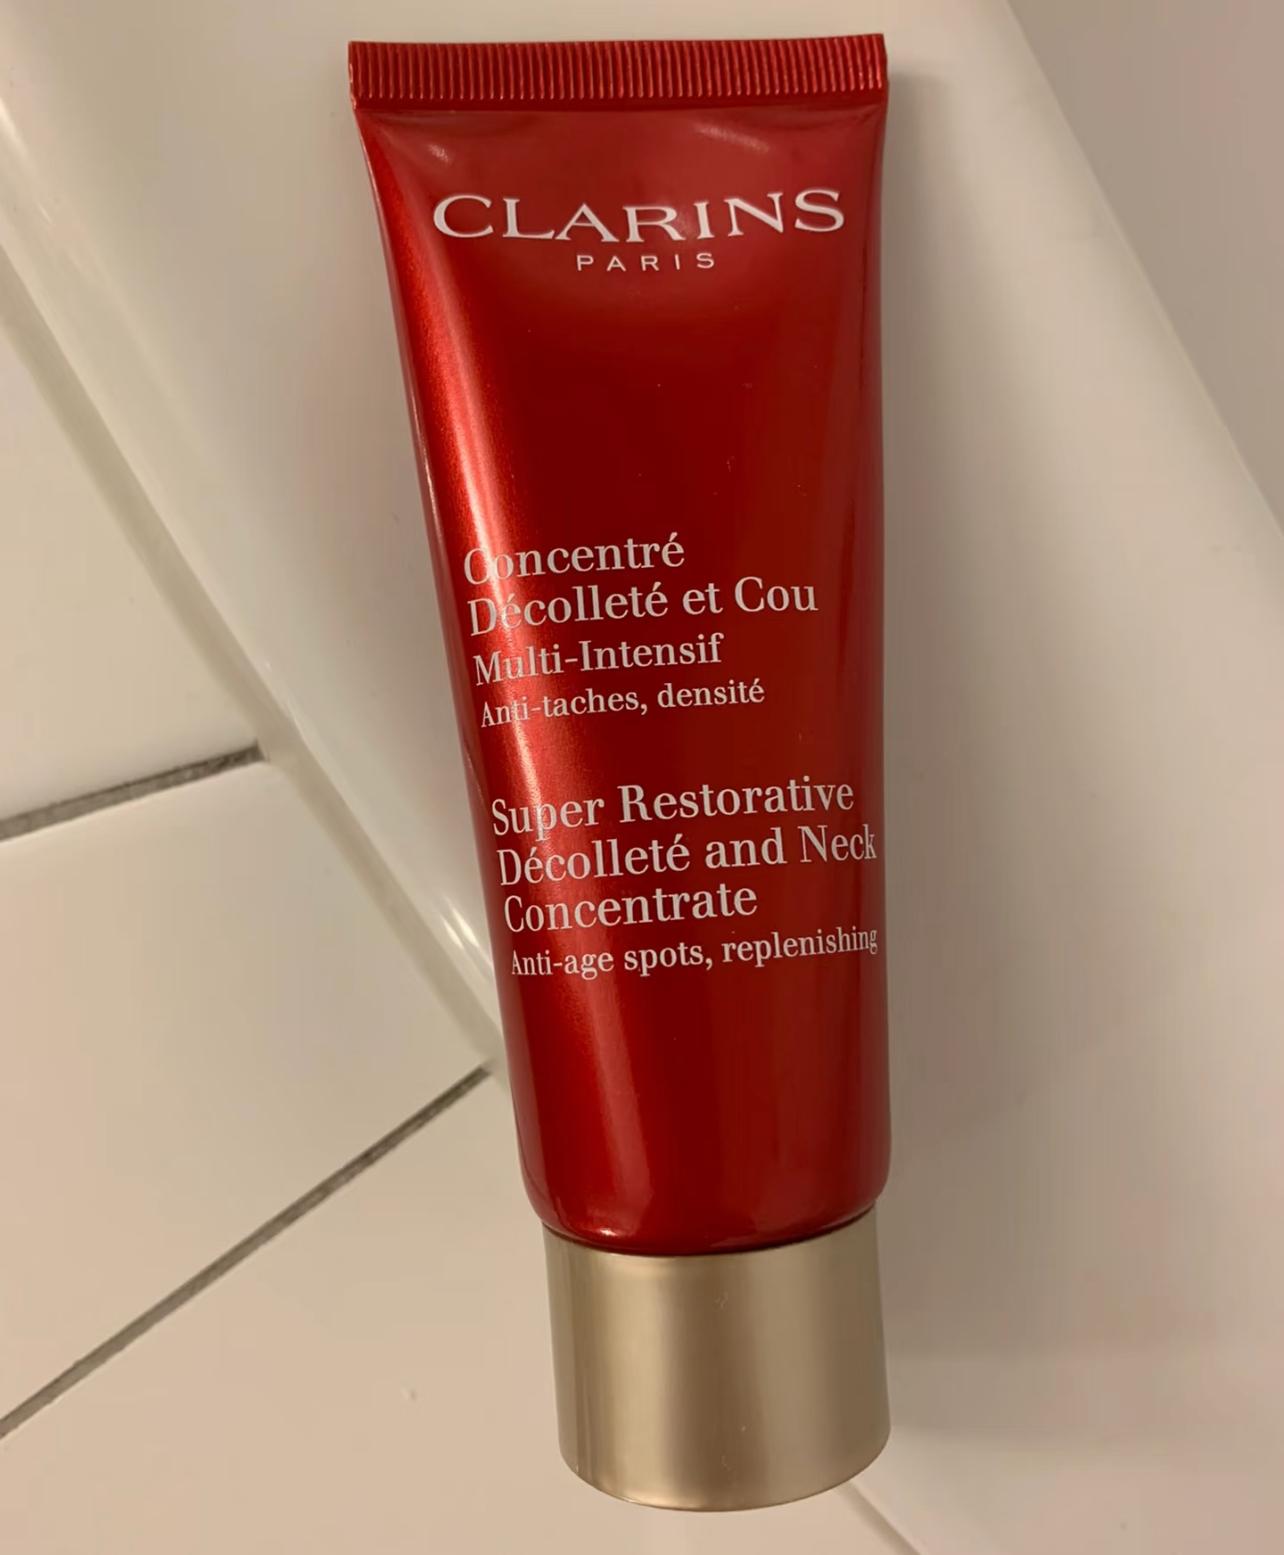 CLARINS
PARIS
Concentré
Décolleté et Cou
Multi-Intensif
Anti-taches, densité
Super Restorative
Décolleté and Neck
Concentrate
Anti-age spots, replenishing